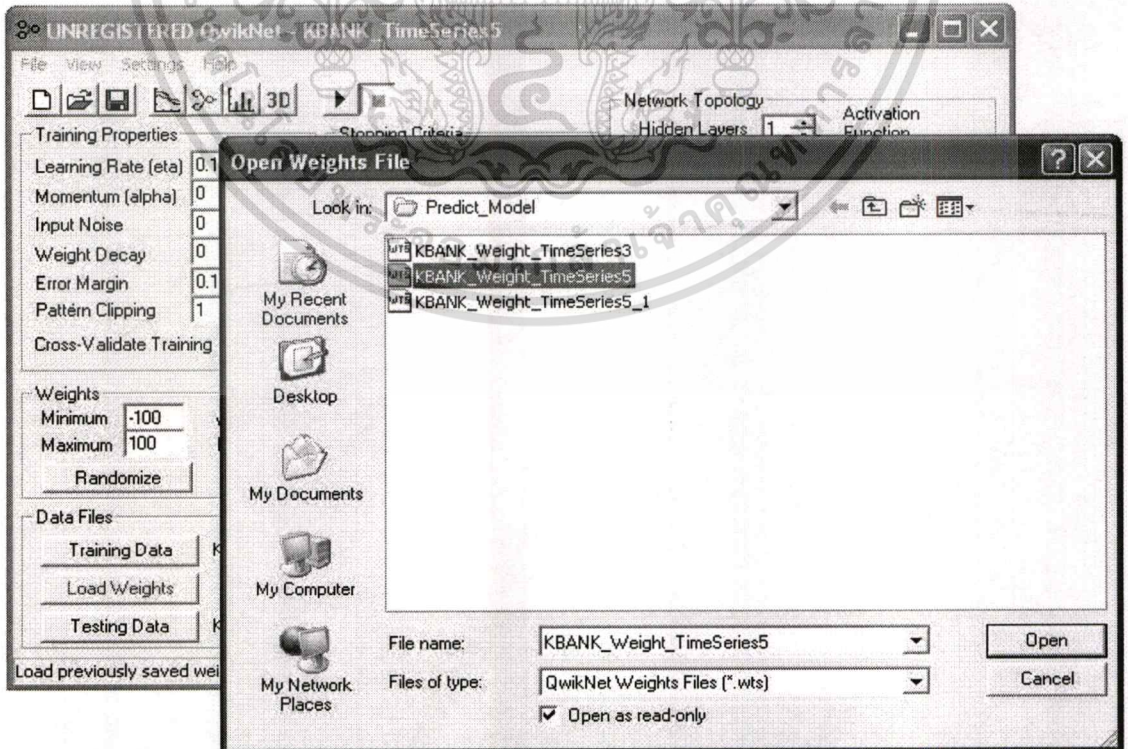 UNREGISTERED QwikNet - KBANK_TimeSeries5
File View Settings Help
3D
Network Topology
Hidden Layers 1
Activation
Function
Training Properties
Stopping Criteria
Learning Rate (eta) 0.1
Momentum (alpha) 0
Input Noise 0
Weight Decay 0
Error Margin 0.1
Pattern Clipping 1
Cross-Validate Training
Weights
Minimum -100
Maximum 100
Randomize
Data Files
Training Data K
Load Weights
Testing Data K
Load previously saved wei
Open Weights File
Look in: Predict_Model
KBANK_Weight_TimeSeries3
KBANK_Weight_TimeSeries5
KBANK_Weight_TimeSeries5_1
My Recent
Documents
Desktop
My Documents
My Computer
My Network
Places
File name: KBANK_Weight_TimeSeries5
Open
Files of type: QwikNet Weights Files (*.wts)
Cancel
Open as read-only